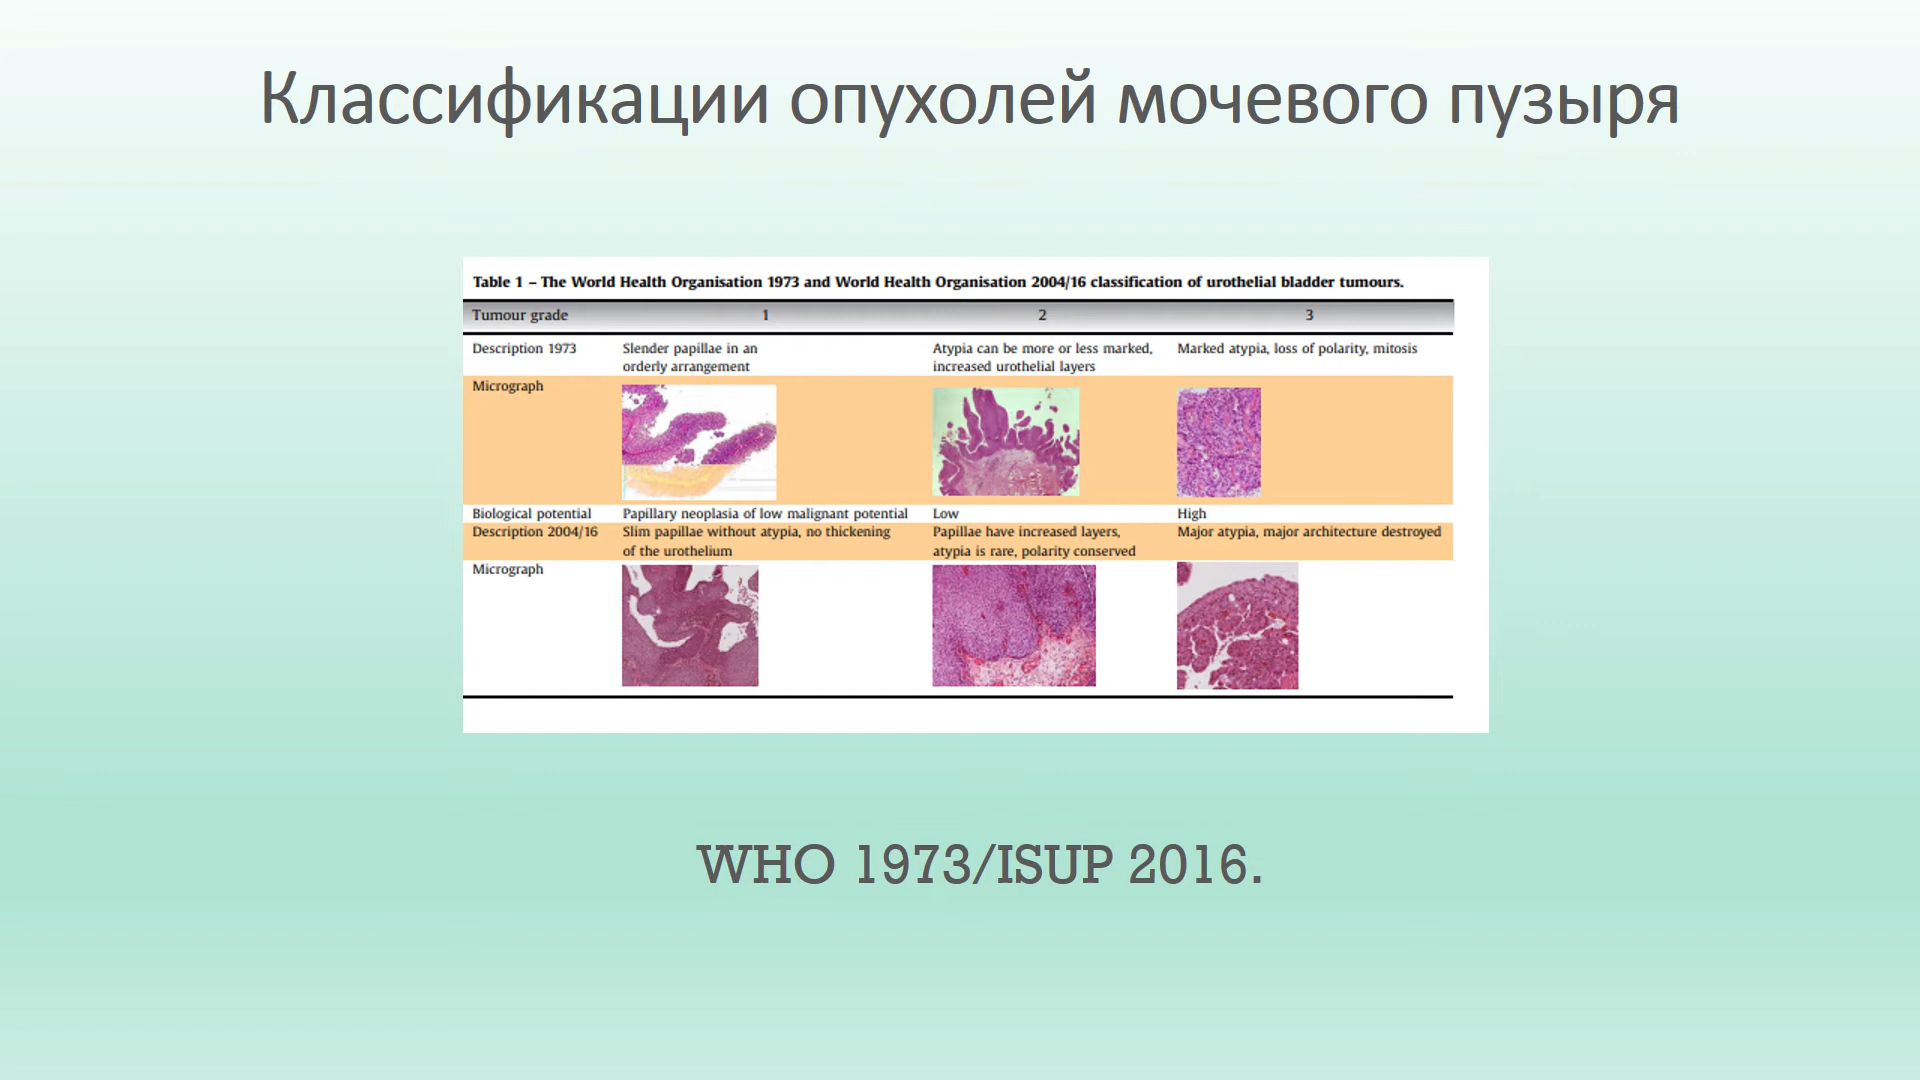 Классификации опухолей мочевого пузыря
Table 1 – The World Health Organisation 1973 and World Health Organisation 2004/16 classification of urothelial bladder tumours.
Tumour grade 1 2 3
Description 1973 Slender papillae in an orderly arrangement Atypia can be more or less marked, increased urothelial layers Marked atypia, loss of polarity, mitosis
Micrograph
Biological potential Papillary neoplasia of low malignant potential Low High
Description 2004/16 Slim papillae without atypia, no thickening of the urothelium Papillae have increased layers, atypia is rare, polarity conserved Major atypia, major architecture destroyed
Micrograph
WHO 1973/ISUP 2016.